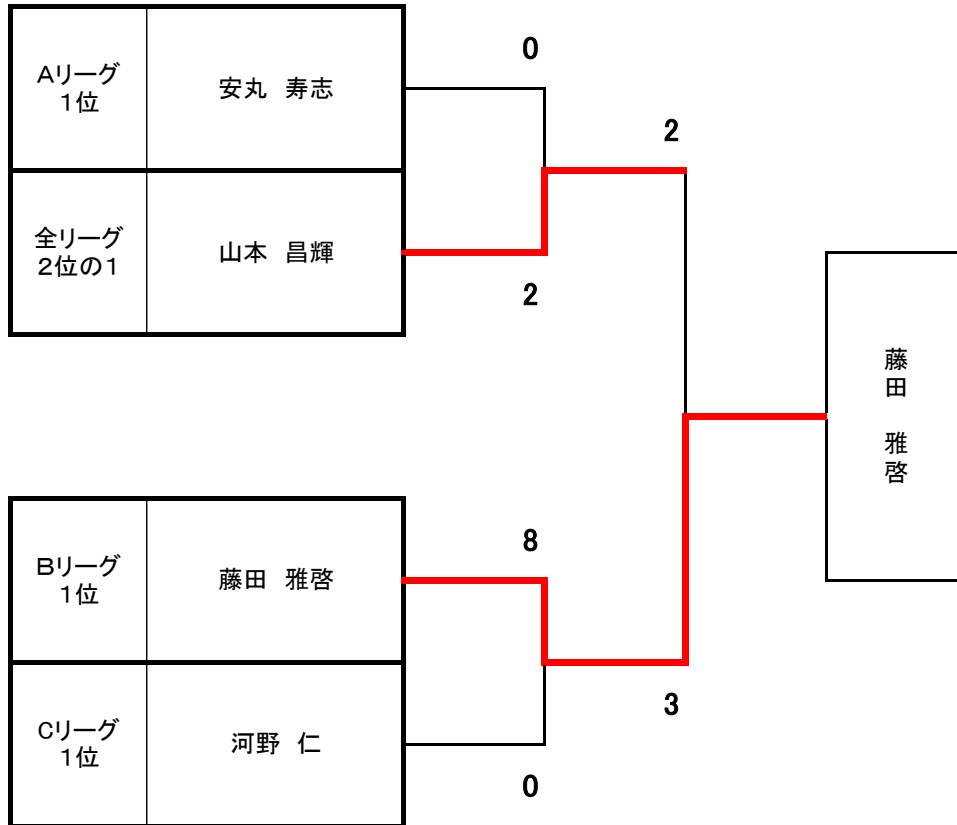 Aリーグ
1位
安丸　寿志
0
2
全リーグ
2位の1
山本　昌輝
2
藤田　雅啓
Bリーグ
1位
藤田　雅啓
8
3
Cリーグ
1位
河野　仁
0